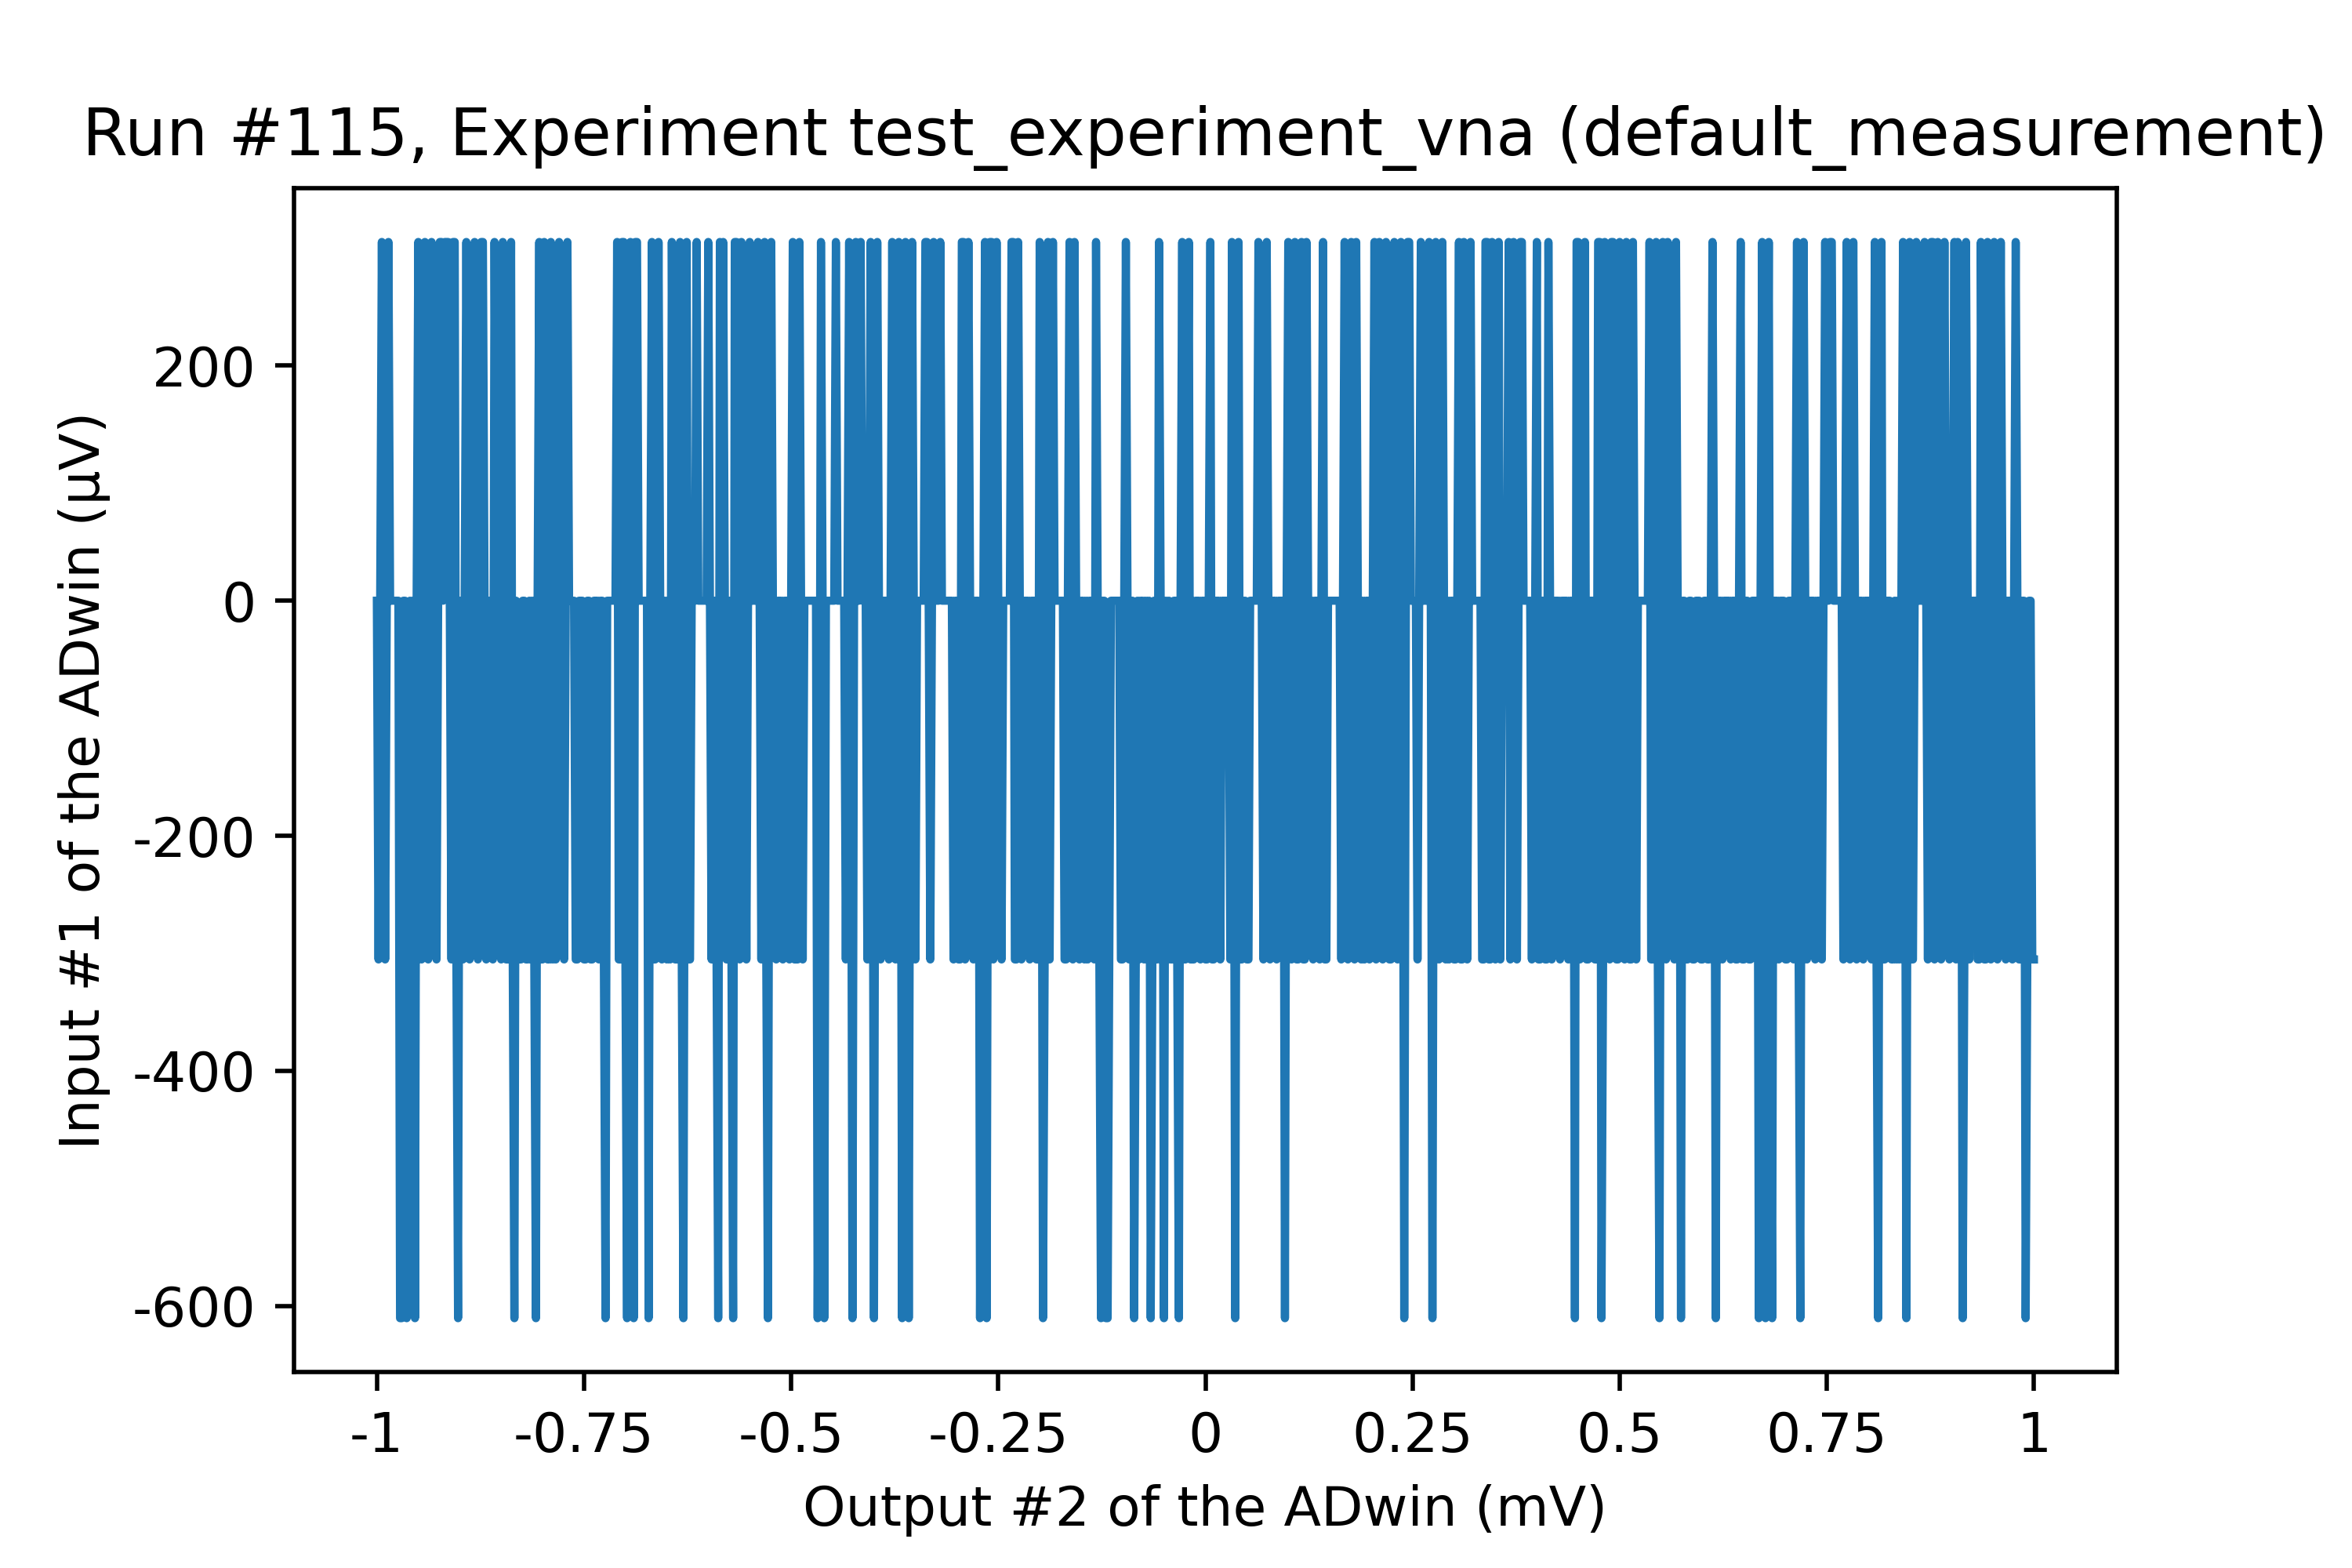 Run #115, Experiment test_experiment_vna (default_measurement)
Input #1 of the ADwin (µV)
200
0
-200
-400
-600
-1 -0.75 -0.5 -0.25 0 0.25 0.5 0.75 1
Output #2 of the ADwin (mV)